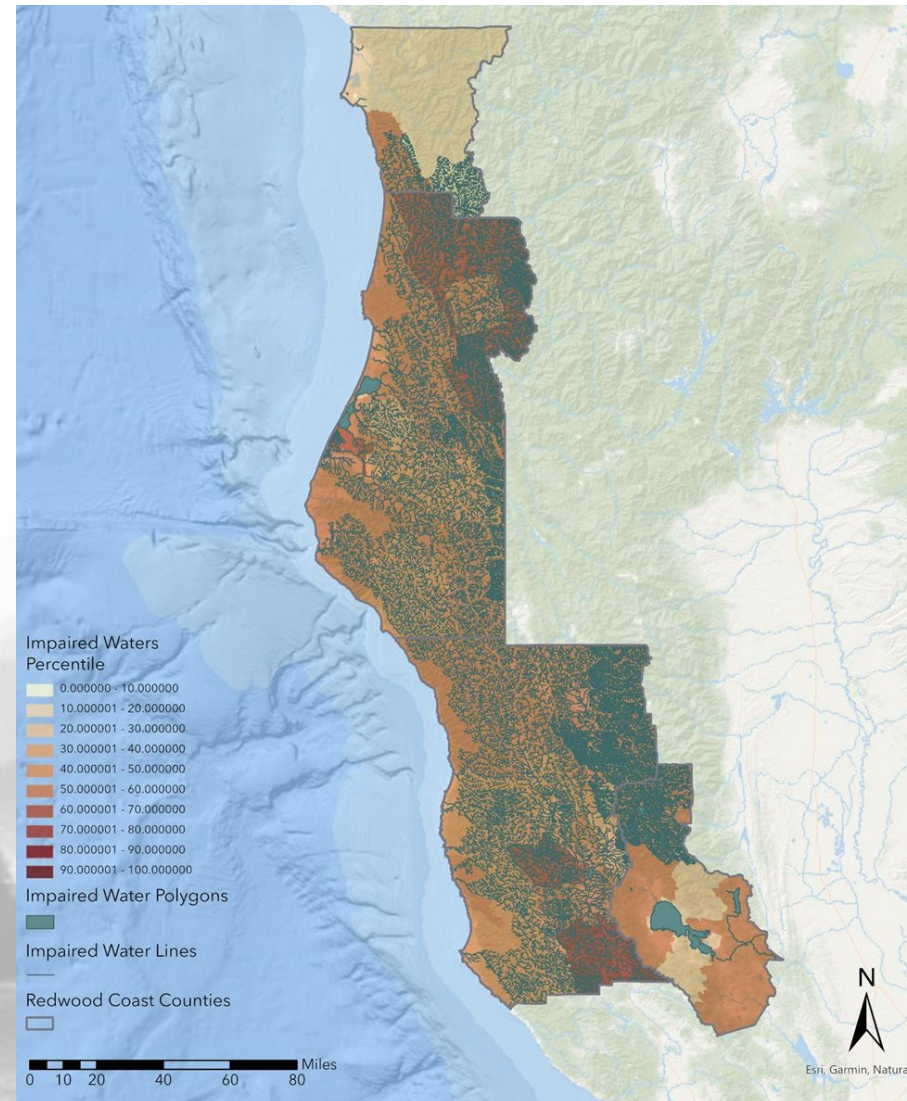 Impaired Waters
Percentile
0.000000 - 10.000000
10.000001 - 20.000000
20.000001 - 30.000000
30.000001 - 40.000000
40.000001 - 50.000000
50.000001 - 60.000000
60.000001 - 70.000000
70.000001 - 80.000000
80.000001 - 90.000000
90.000001 - 100.000000
Impaired Water Polygons
Impaired Water Lines
Redwood Coast Counties
Miles
0 10 20 40 60 80
N
Esri, Garmin, Natura